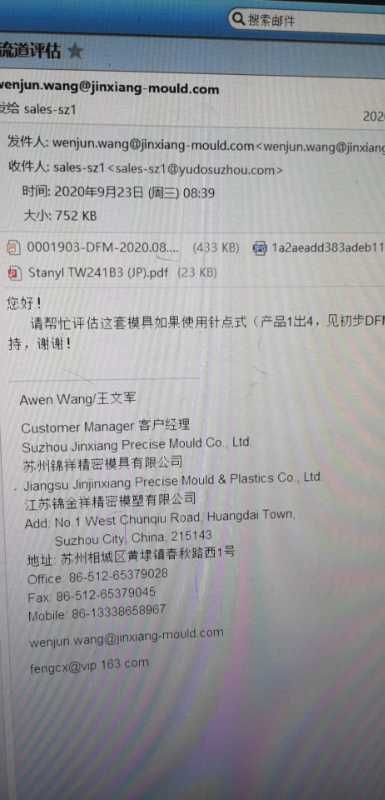 搜索邮件
流道评估
wenjun.wang@jinxiang-mould.com
发给 sales-sz1
2020
发件人: wenjun.wang@jinxiang-mould.com<wenjun.wang@jinxiang
收件人: sales-sz1<sales-sz1@yudosuzhou.com>
时间: 2020年9月23日 (周三) 08:39
大小: 752 KB
0001903-DFM-2020.08.... (433 KB) 1a2aeadd383adeb11
Stanyl TW241B3 (JP).pdf (23 KB)
您好！
请帮忙评估这套模具如果使用针点式（产品1出4，见初步DFM
持，谢谢！
Awen Wang/王文军
Customer Manager 客户经理
Suzhou Jinxiang Precise Mould Co., Ltd.
苏州锦祥精密模具有限公司
Jiangsu Jinjinxiang Precise Mould & Plastics Co., Ltd.
江苏锦金祥精密模塑有限公司
Add: No.1 West Chunqiu Road, Huangdai Town,
Suzhou City, China. 215143
地址: 苏州相城区黄埭镇春秋路西1号
Office: 86-512-65379028
Fax: 86-512-65379045
Mobile: 86-13338658967
wenjun.wang@jinxiang-mould.com
fengcx@vip.163.com